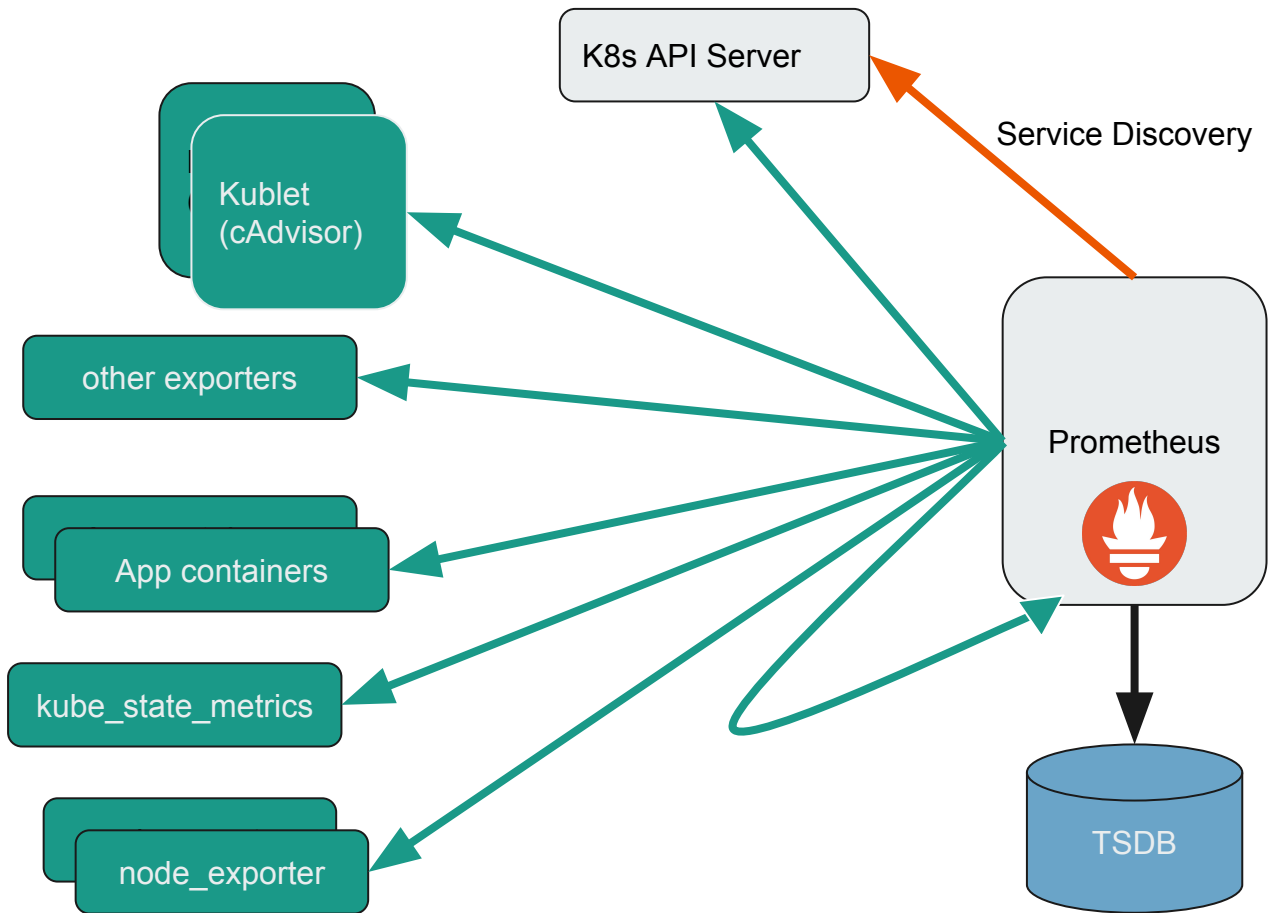 K8s API Server
Service Discovery
Kublet
(cAdvisor)
other exporters
Prometheus
App containers
kube_state_metrics
node_exporter
TSDB